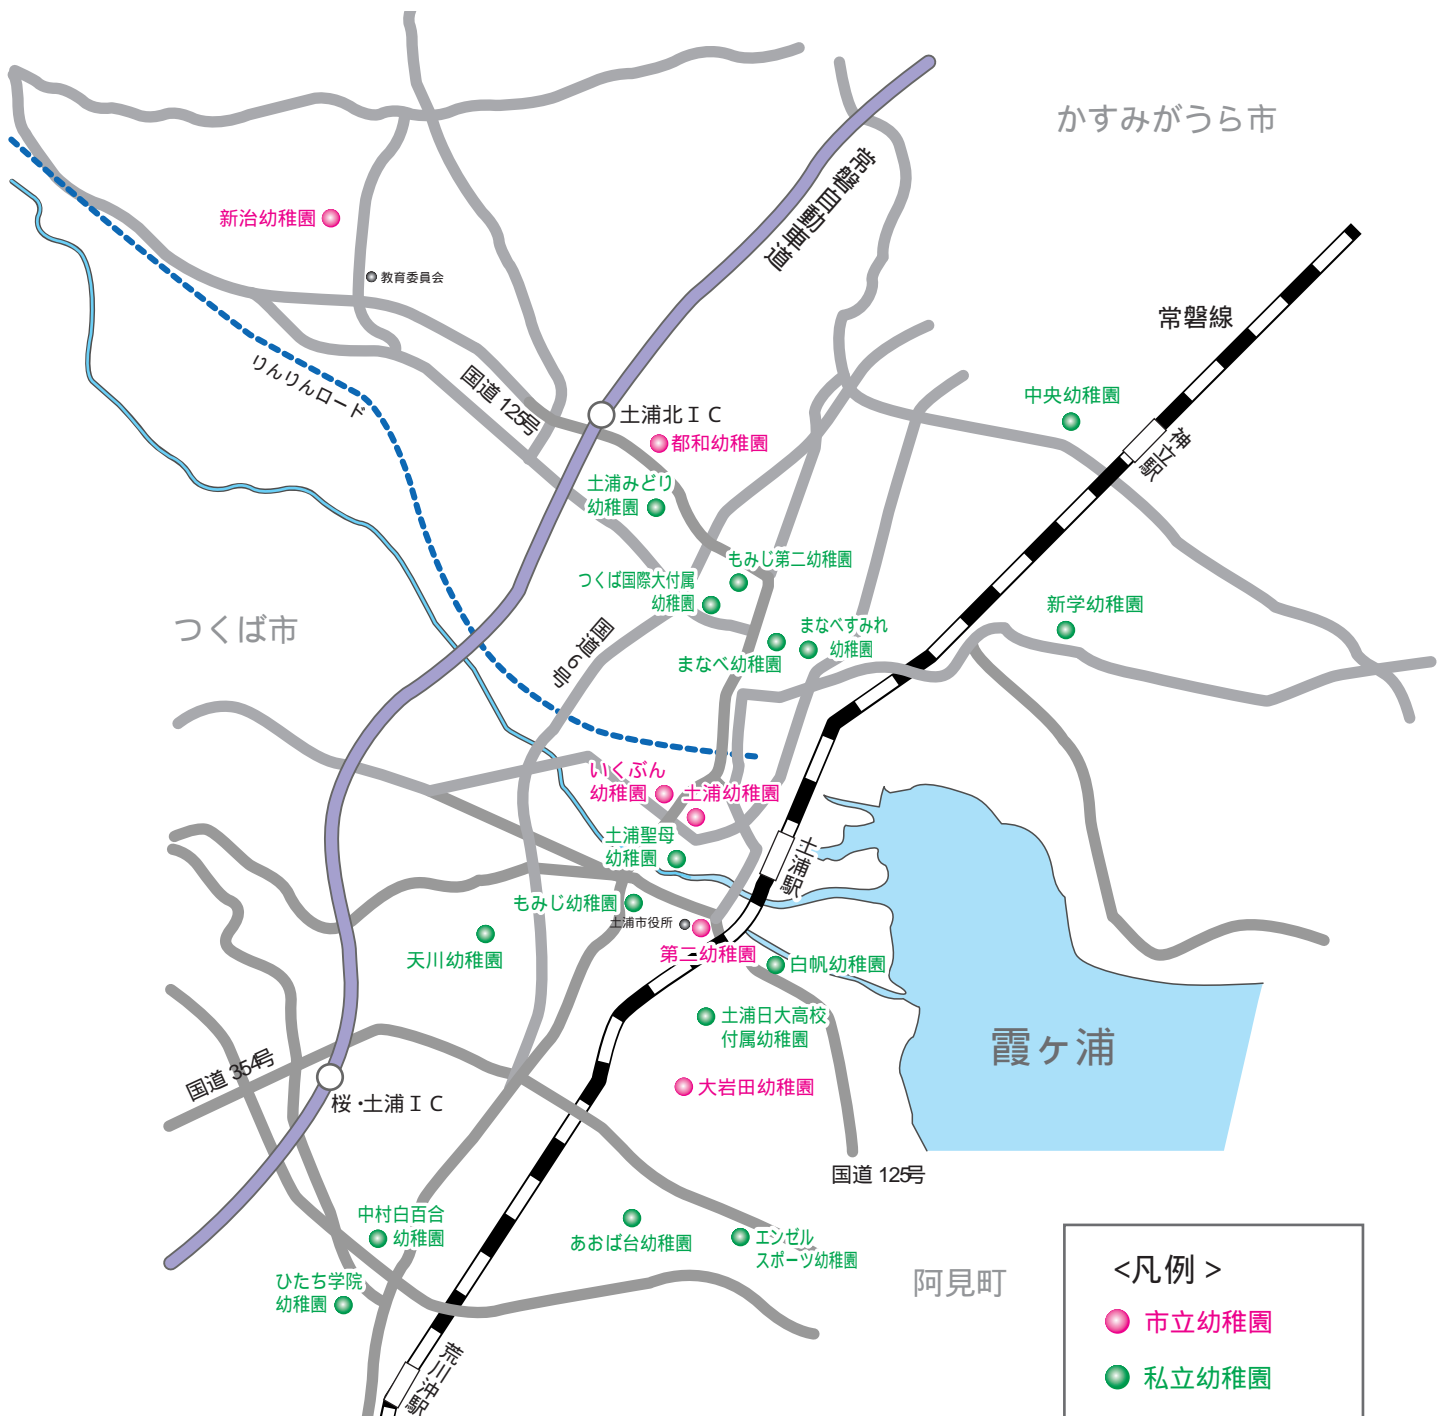 かすみがうら市
常磐自動車道
新治幼稚園
教育委員会
常磐線
りんりんロード
国道125号
土浦北ＩＣ
中央幼稚園
都和幼稚園
神立駅
土浦みどり
幼稚園
もみじ第二幼稚園
つくば国際大付属
幼稚園
新学幼稚園
つくば市
国道6号
まなべすみれ
幼稚園
まなべ幼稚園
いくぶん
幼稚園
土浦幼稚園
土浦聖母
幼稚園
土浦駅
もみじ幼稚園
土浦市役所
天川幼稚園
第二幼稚園
白帆幼稚園
土浦日大高校
付属幼稚園
霞ヶ浦
国道354号
大岩田幼稚園
桜・土浦ＩＣ
国道125号
中村白百合
幼稚園
あおば台幼稚園
エンゼル
スポーツ幼稚園
ひたち学院
幼稚園
阿見町
荒川沖駅
<凡例>
市立幼稚園
私立幼稚園